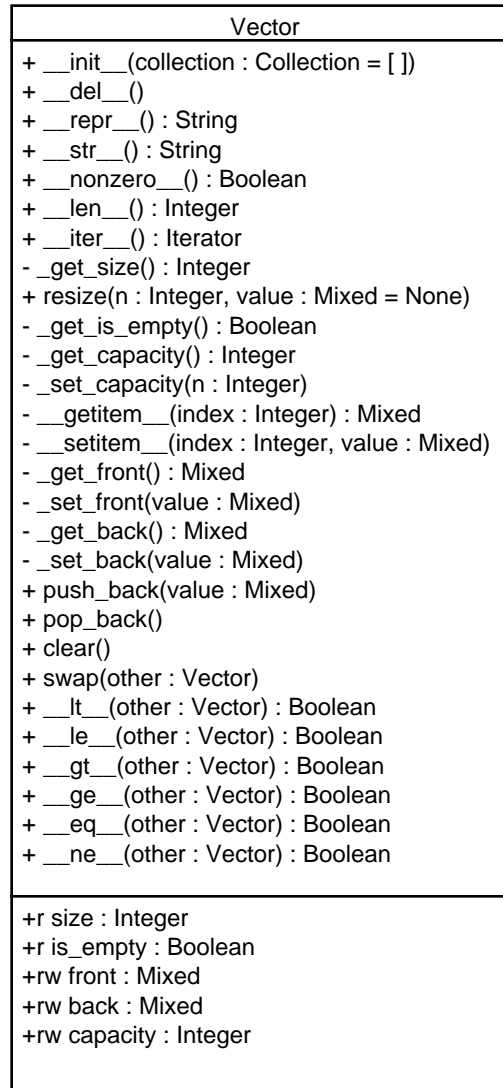 Vector
+ __init__(collection : Collection = [ ])
+ __del__()
+ __repr__() : String
+ __str__() : String
+ __nonzero__() : Boolean
+ __len__() : Integer
+ __iter__() : Iterator
- _get_size() : Integer
+ resize(n : Integer, value : Mixed = None)
- _get_is_empty() : Boolean
- _get_capacity() : Integer
- _set_capacity(n : Integer)
- __getitem__(index : Integer) : Mixed
- __setitem__(index : Integer, value : Mixed)
- _get_front() : Mixed
- _set_front(value : Mixed)
- _get_back() : Mixed
- _set_back(value : Mixed)
+ push_back(value : Mixed)
+ pop_back()
+ clear()
+ swap(other : Vector)
+ __lt__(other : Vector) : Boolean
+ __le__(other : Vector) : Boolean
+ __gt__(other : Vector) : Boolean
+ __ge__(other : Vector) : Boolean
+ __eq__(other : Vector) : Boolean
+ __ne__(other : Vector) : Boolean
+r size : Integer
+r is_empty : Boolean
+rw front : Mixed
+rw back : Mixed
+rw capacity : Integer